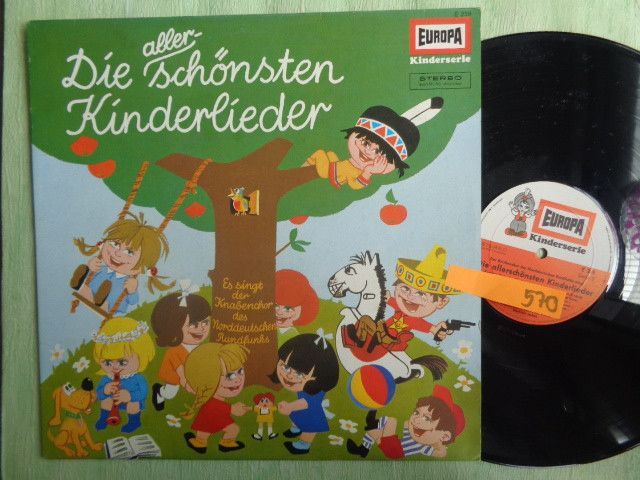 Die aller-schönsten
Kinderlieder
E 259
EUROPA
Kinderserie
STEREO
Es singt
der
Knabenchor
des
Norddeutschen
Rundfunks
EUROPA
Kinderserie
Die allerschönsten Kinderlieder
570